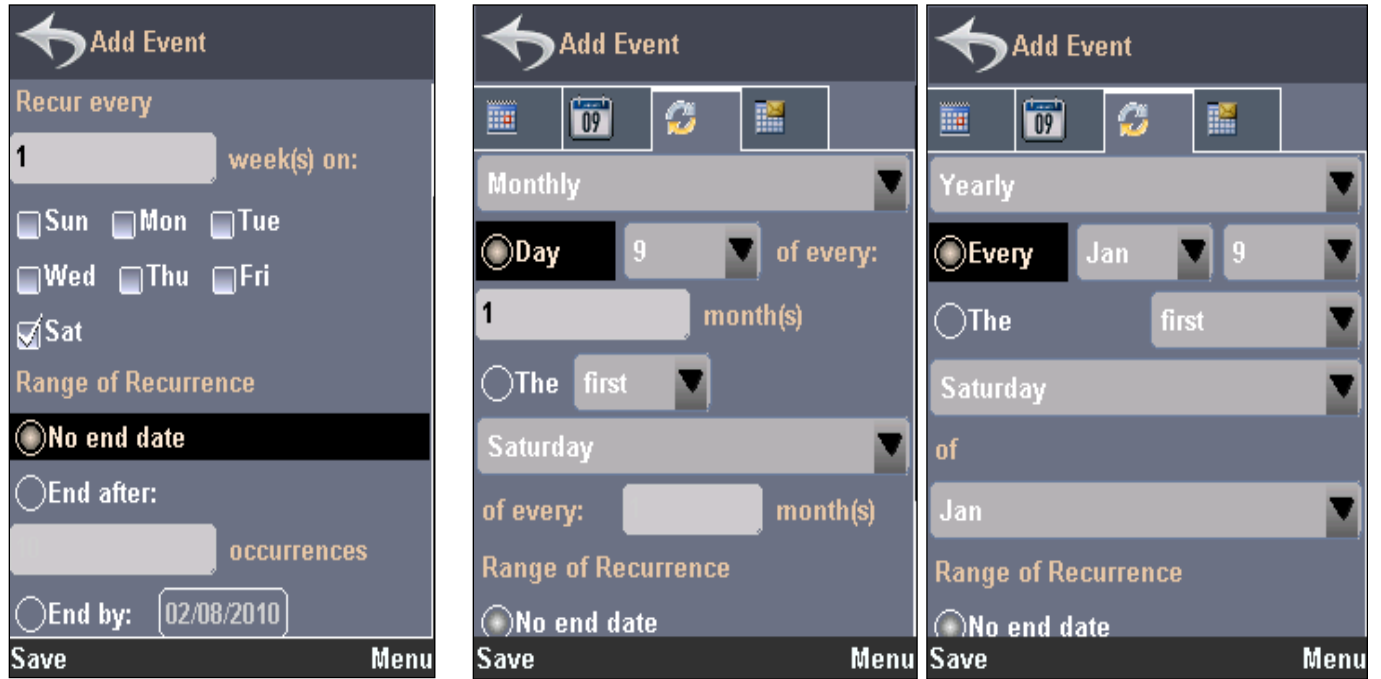 Add Event
Recur every
1 week(s) on:
Sun Mon Tue
Wed Thu Fri
Sat
Range of Recurrence
No end date
End after:
occurrences
End by: 02/08/2010
Save Menu
Add Event
09
Monthly
Day 9 of every:
1 month(s)
The first
Saturday
of every: month(s)
Range of Recurrence
No end date
Save Menu
Add Event
09
Yearly
Every Jan 9
The first
Saturday
of
Jan
Range of Recurrence
No end date
Save Menu